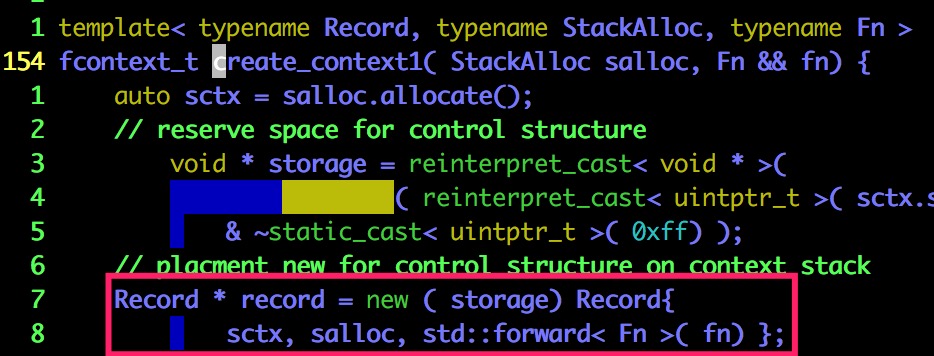 1 template< typename Record, typename StackAlloc, typename Fn >
154 fcontext_t create_context1( StackAlloc salloc, Fn && fn) {
1 auto sctx = salloc.allocate();
2 // reserve space for control structure
3 void * storage = reinterpret_cast< void * >(
4 ( reinterpret_cast< uintptr_t >( sctx.s
5 & ~static_cast< uintptr_t >( 0xff) );
6 // placment new for control structure on context stack
7 Record * record = new ( storage) Record{
8 sctx, salloc, std::forward< Fn >( fn) };